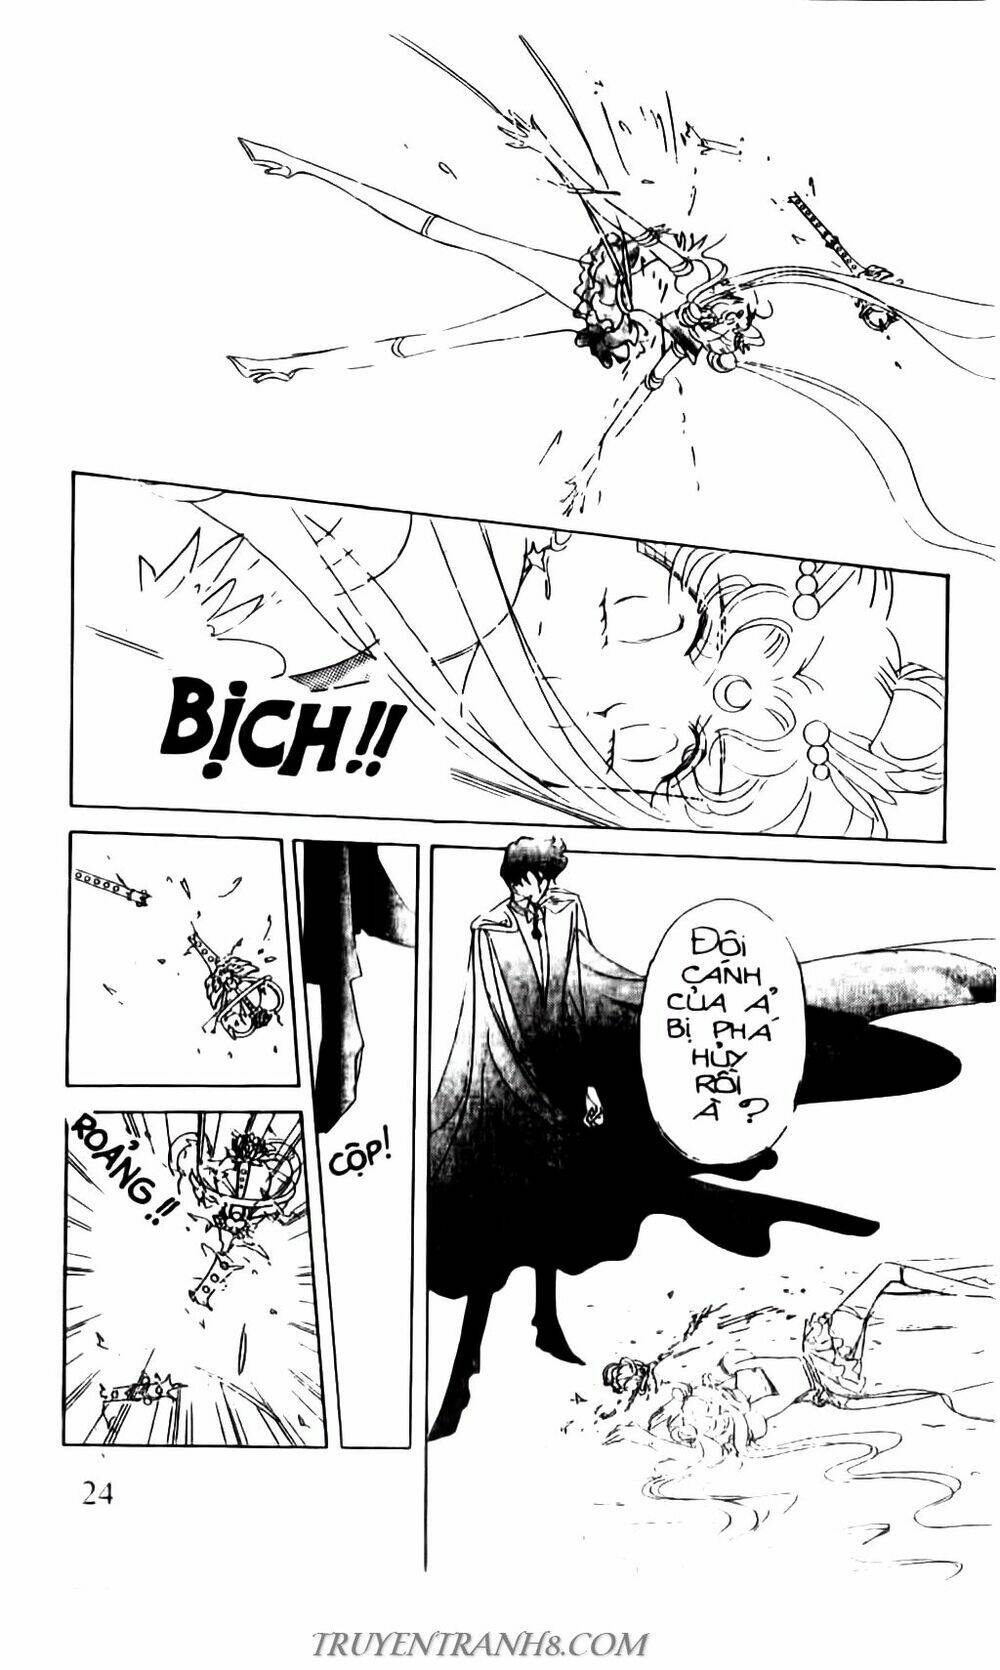 BỊCH!!
ĐÔI
CÁNH
CỦA Ả
BỊ PHÁ
HỦY
RỒI
À?
CỘP!
ROẢNG!!
24
TRUYENTRANH8.COM